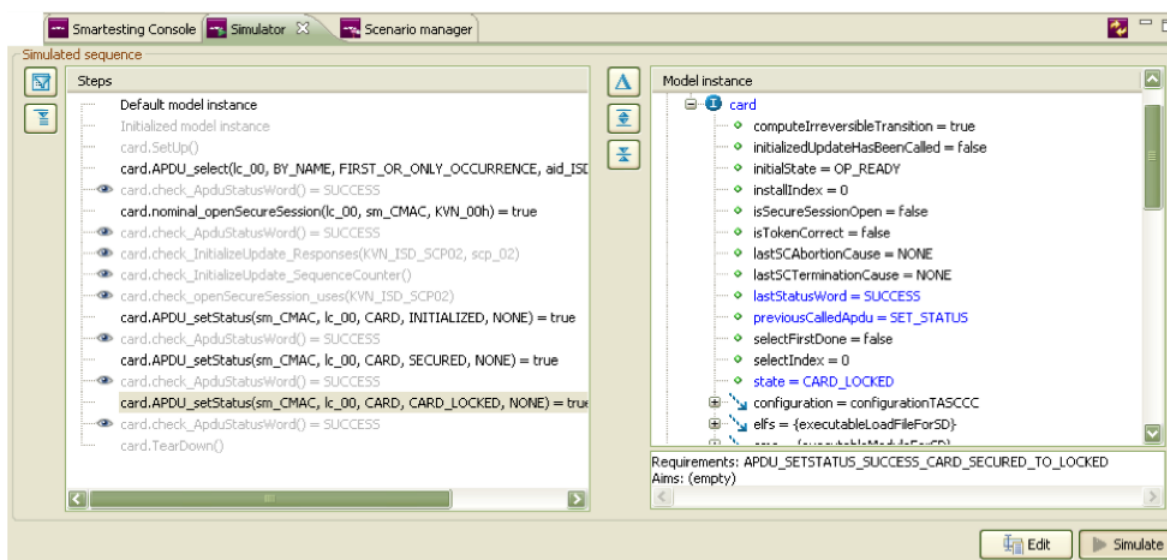 Smartesting Console Simulator Scenario manager
Simulated sequence
Steps
Default model instance
Initialized model instance
card.SetUp()
card.APDU_select(lc_00, BY_NAME, FIRST_OR_ONLY_OCCURRENCE, aid_ISD
card.check_ApduStatusWord() = SUCCESS
card.nominal_openSecureSession(lc_00, sm_CMAC, KVN_00h) = true
card.check_ApduStatusWord() = SUCCESS
card.check_InitializeUpdate_Responses(KVN_ISD_SCP02, scp_02)
card.check_InitializeUpdate_SequenceCounter()
card.check_openSecureSession_uses(KVN_ISD_SCP02)
card.APDU_setStatus(sm_CMAC, lc_00, CARD, INITIALIZED, NONE) = true
card.check_ApduStatusWord() = SUCCESS
card.APDU_setStatus(sm_CMAC, lc_00, CARD, SECURED, NONE) = true
card.check_ApduStatusWord() = SUCCESS
card.APDU_setStatus(sm_CMAC, lc_00, CARD, CARD_LOCKED, NONE) = true
card.check_ApduStatusWord() = SUCCESS
card.TearDown()
Model instance
card
computeIrreversibleTransition = true
initializedUpdateHasBeenCalled = false
initialState = OP_READY
installIndex = 0
isSecureSessionOpen = false
isTokenCorrect = false
lastSCAbortionCause = NONE
lastSCTerminationCause = NONE
lastStatusWord = SUCCESS
previousCalledApdu = SET_STATUS
selectFirstDone = false
selectIndex = 0
state = CARD_LOCKED
configuration = configurationTASCCC
elfs = {executableLoadFileForSD}
Requirements: APDU_SETSTATUS_SUCCESS_CARD_SECURED_TO_LOCKED
Aims: (empty)
Edit Simulate